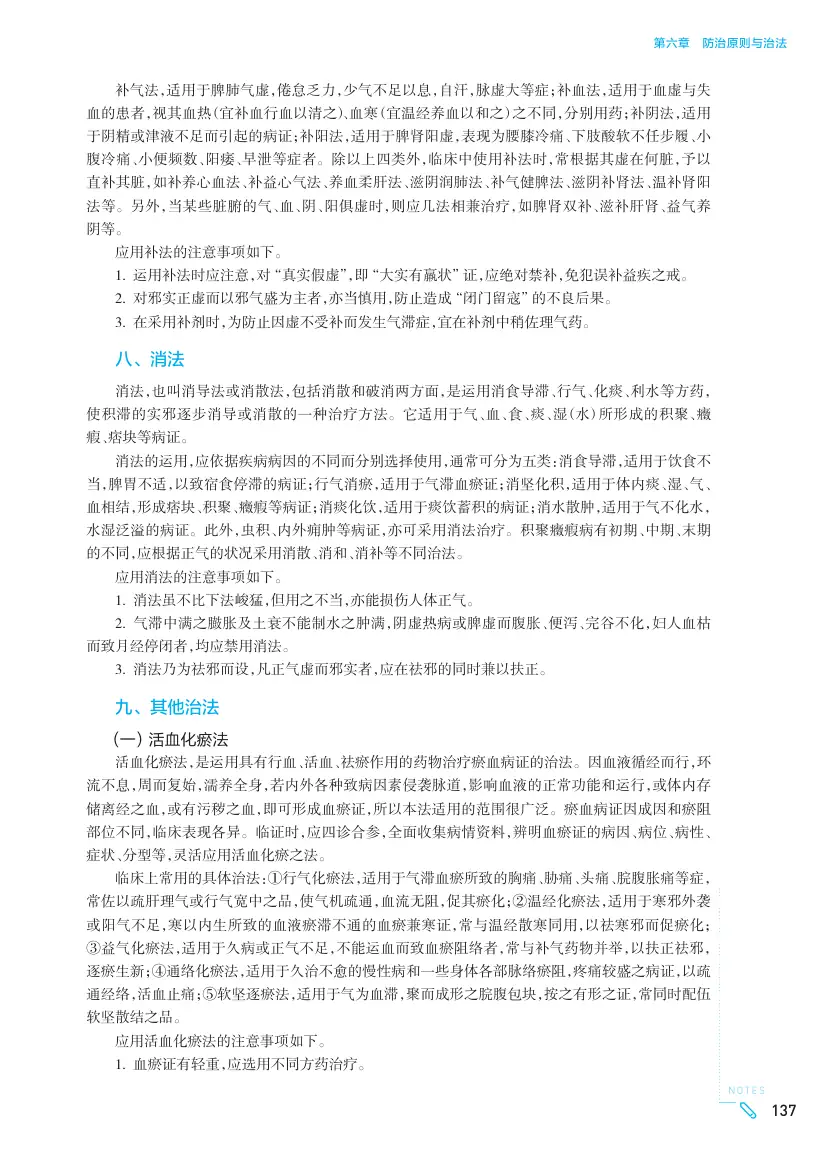 第六章 防治原则与治法
补气法,适用于脾肺气虚,倦怠乏力,少气不足以息,自汗,脉虚大等症;补血法,适用于血虚与失
血的患者,视其血热(宜补血行血以清之)、血寒(宜温经养血以和之)之不同,分别用药;补阴法,适用
于阴精或津液不足而引起的病证;补阳法,适用于脾肾阳虚,表现为腰膝冷痛、下肢酸软不任步履、小
腹冷痛、小便频数、阳痿、早泄等症者。除以上四类外,临床中使用补法时,常根据其虚在何脏,予以
直补其脏,如补养心血法、补益心气法、养血柔肝法、滋阴润肺法、补气健脾法、滋阴补肾法、温补肾阳
法等。另外,当某些脏腑的气、血、阴、阳俱虚时,则应几法相兼治疗,如脾肾双补、滋补肝肾、益气养
阴等。
应用补法的注意事项如下。
1. 运用补法时应注意,对“真实假虚”,即“大实有羸状”证,应绝对禁补,免犯误补益疾之戒。
2. 对邪实正虚而以邪气盛为主者,亦当慎用,防止造成“闭门留寇”的不良后果。
3. 在采用补剂时,为防止因虚不受补而发生气滞症,宜在补剂中稍佐理气药。
八、消法
消法,也叫消导法或消散法,包括消散和破消两方面,是运用消食导滞、行气、化痰、利水等方药,
使积滞的实邪逐步消导或消散的一种治疗方法。它适用于气、血、食、痰、湿(水)所形成的积聚、癥
瘕、痞块等病证。
消法的运用,应依据疾病病因的不同而分别选择使用,通常可分为五类:消食导滞,适用于饮食不
当,脾胃不适,以致宿食停滞的病证;行气消瘀,适用于气滞血瘀证;消坚化积,适用于体内痰、湿、气、
血相结,形成痞块、积聚、癥瘕等病证;消痰化饮,适用于痰饮蓄积的病证;消水散肿,适用于气不化水,
水湿泛溢的病证。此外,虫积、内外痈肿等病证,亦可采用消法治疗。积聚癥瘕病有初期、中期、末期
的不同,应根据正气的状况采用消散、消和、消补等不同治法。
应用消法的注意事项如下。
1. 消法虽不比下法峻猛,但用之不当,亦能损伤人体正气。
2. 气滞中满之臌胀及土衰不能制水之肿满,阴虚热病或脾虚而腹胀、便泻、完谷不化,妇人血枯
而致月经停闭者,均应禁用消法。
3. 消法乃为祛邪而设,凡正气虚而邪实者,应在祛邪的同时兼以扶正。
九、其他治法
(一)活血化瘀法
活血化瘀法,是运用具有行血、活血、祛瘀作用的药物治疗瘀血病证的治法。因血液循经而行,环
流不息,周而复始,濡养全身,若内外各种致病因素侵袭脉道,影响血液的正常功能和运行,或体内存
储离经之血,或有污秽之血,即可形成血瘀证,所以本法适用的范围很广泛。瘀血病证因成因和瘀阻
部位不同,临床表现各异。临证时,应四诊合参,全面收集病情资料,辨明血瘀证的病因、病位、病性、
症状、分型等,灵活应用活血化瘀之法。
临床上常用的具体治法:①行气化瘀法,适用于气滞血瘀所致的胸痛、胁痛、头痛、脘腹胀痛等症,
常佐以疏肝理气或行气宽中之品,使气机疏通,血流无阻,促其瘀化;②温经化瘀法,适用于寒邪外袭
或阳气不足,寒以内生所致的血液瘀滞不通的血瘀兼寒证,常与温经散寒同用,以祛寒邪而促瘀化;
③益气化瘀法,适用于久病或正气不足,不能运血而致血瘀阻络者,常与补气药物并举,以扶正祛邪,
逐瘀生新;④通络化瘀法,适用于久治不愈的慢性病和一些身体各部脉络瘀阻,疼痛较盛之病证,以疏
通经络,活血止痛;⑤软坚逐瘀法,适用于气为血滞,聚而成形之脘腹包块,按之有形之证,常同时配伍
软坚散结之品。
应用活血化瘀法的注意事项如下。
1. 血瘀证有轻重,应选用不同方药治疗。
NOTES
137